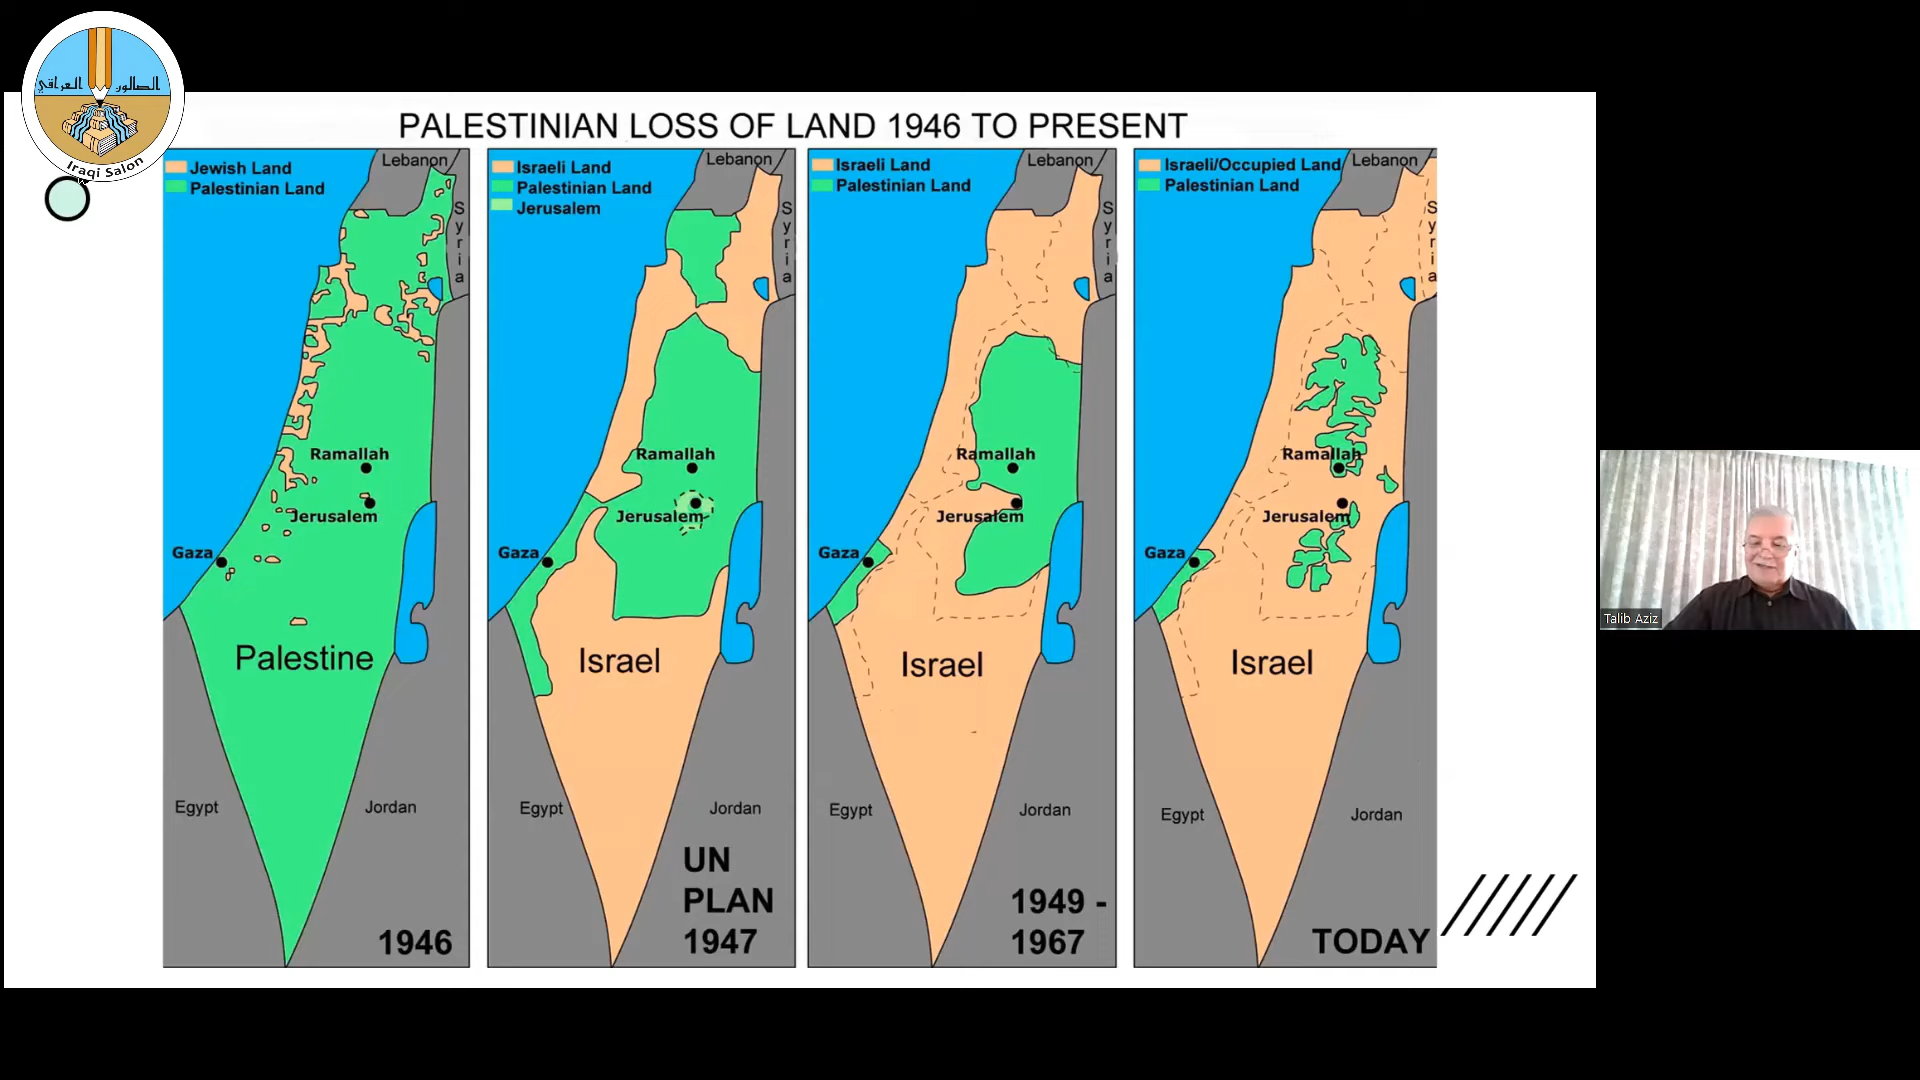 الصالون العراقي
Iraqi Salon
PALESTINIAN LOSS OF LAND 1946 TO PRESENT
Jewish Land
Palestinian Land
Lebanon
Syria
Ramallah
Jerusalem
Gaza
Palestine
Egypt
Jordan
1946
Israeli Land
Palestinian Land
Jerusalem
Lebanon
Syria
Ramallah
Jerusalem
Gaza
Israel
Egypt
Jordan
UN
PLAN
1947
Israeli Land
Palestinian Land
Lebanon
Syria
Ramallah
Jerusalem
Gaza
Israel
Egypt
Jordan
1949 -
1967
Israeli/Occupied Land
Palestinian Land
Lebanon
Syria
Ramallah
Jerusalem
Gaza
Israel
Egypt
Jordan
TODAY
Talib Aziz